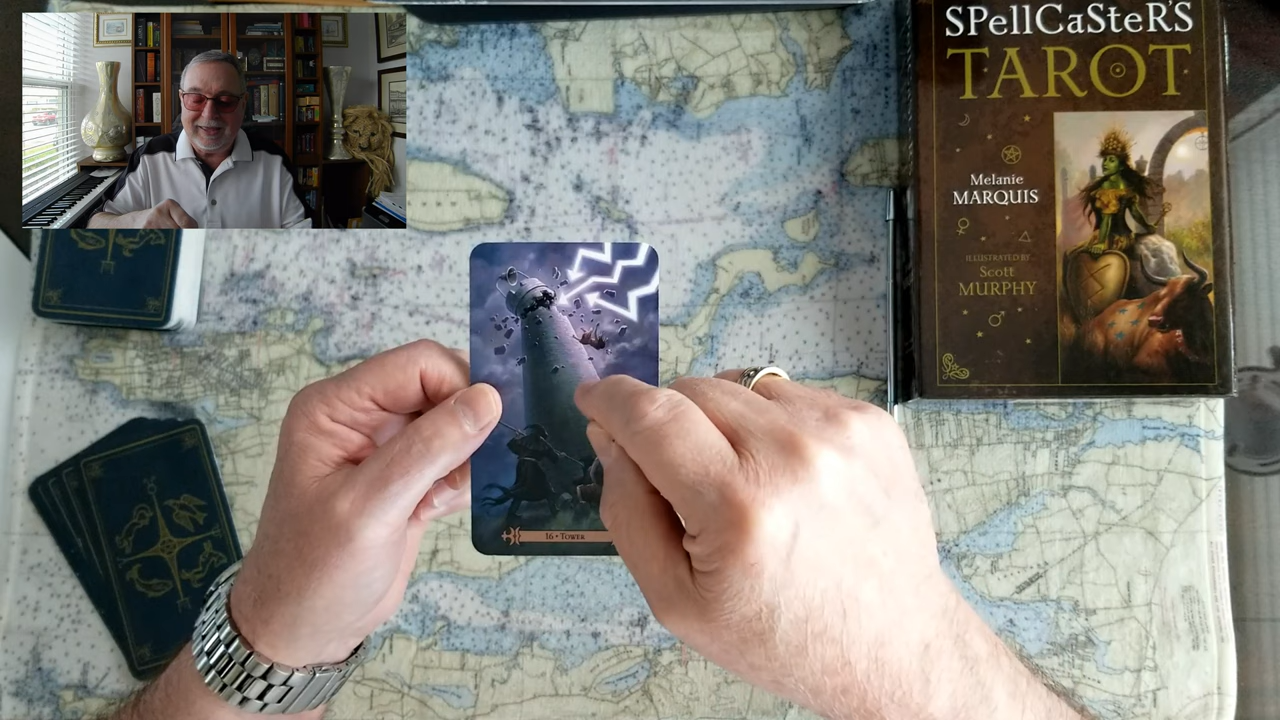 SPellCaSteR'S
TAROT
Melanie
MARQUIS
ILLUSTRATED BY
Scott
MURPHY
16 • TOWER